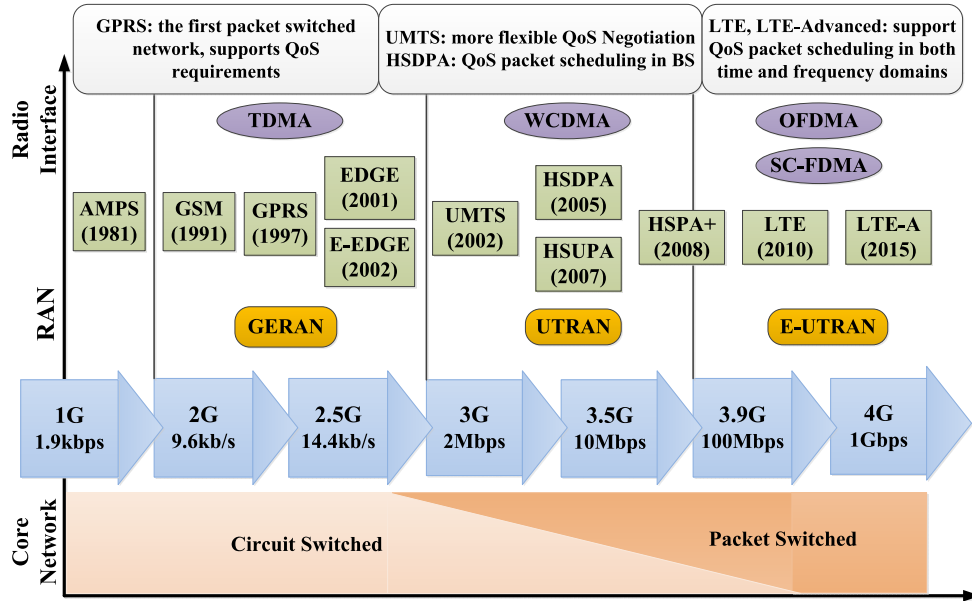 GPRS: the first packet switched
network, supports QoS
requirements
UMTS: more flexible QoS Negotiation
HSDPA: QoS packet scheduling in BS
LTE, LTE-Advanced: support
QoS packet scheduling in both
time and frequency domains
Radio
Interface
TDMA
WCDMA
OFDMA
SC-FDMA
AMPS
(1981)
GSM
(1991)
GPRS
(1997)
EDGE
(2001)
E-EDGE
(2002)
UMTS
(2002)
HSDPA
(2005)
HSUPA
(2007)
HSPA+
(2008)
LTE
(2010)
LTE-A
(2015)
RAN
GERAN
UTRAN
E-UTRAN
1G
1.9kbps
2G
9.6kb/s
2.5G
14.4kb/s
3G
2Mbps
3.5G
10Mbps
3.9G
100Mbps
4G
1Gbps
Core
Network
Circuit Switched
Packet Switched